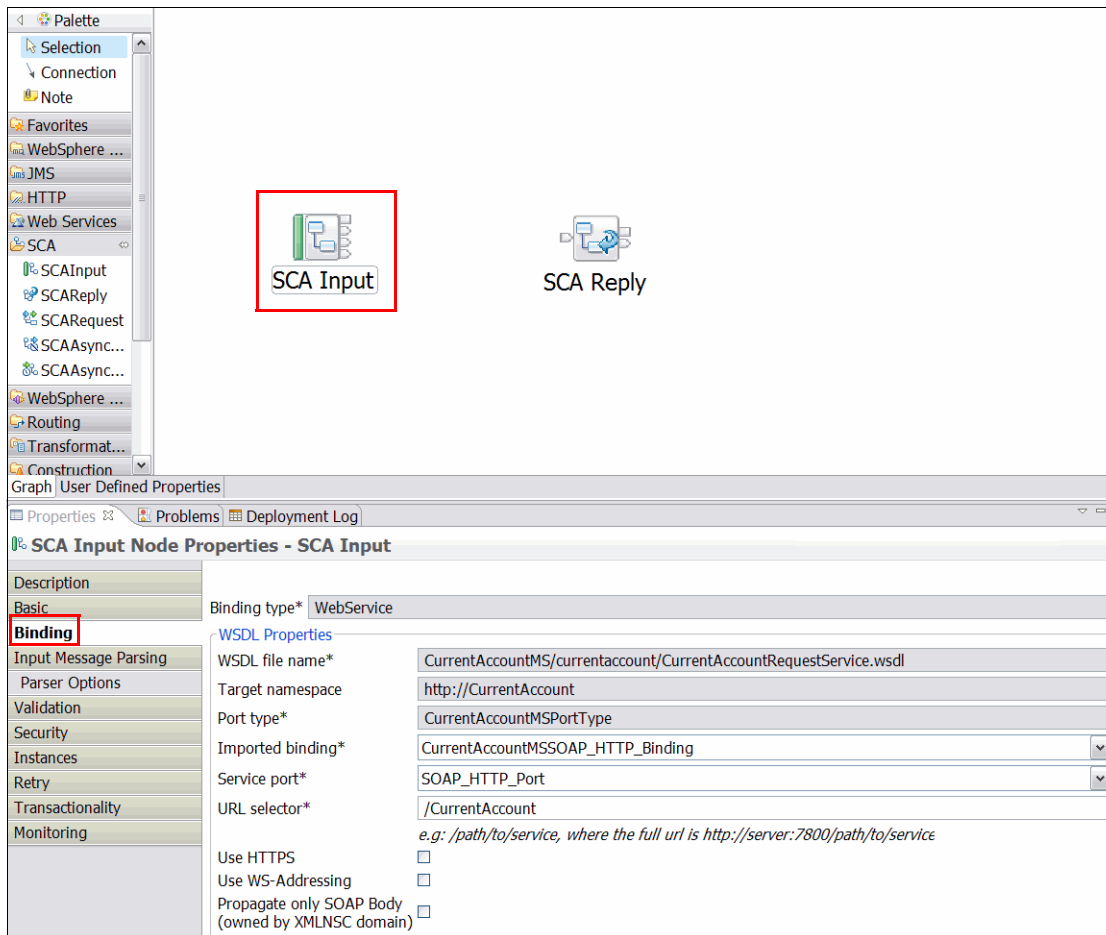 Palette
Selection
Connection
Note
Favorites
WebSphere ...
JMS
HTTP
Web Services
SCA
SCAInput
SCAReply
SCARequest
SCAAsync...
SCAAsync...
WebSphere ...
Routing
Transformat...
Construction
SCA Input
SCA Reply
Graph User Defined Properties
Properties Problems Deployment Log
SCA Input Node Properties - SCA Input
Description
Basic
Binding
Input Message Parsing
Parser Options
Validation
Security
Instances
Retry
Transactionality
Monitoring
Binding type* WebService
WSDL Properties
WSDL file name* CurrentAccountMS/currentaccount/CurrentAccountRequestService.wsdl
Target namespace http://CurrentAccount
Port type* CurrentAccountMSPortType
Imported binding* CurrentAccountMSSOAP_HTTP_Binding
Service port* SOAP_HTTP_Port
URL selector* /CurrentAccount
e.g: /path/to/service, where the full url is http://server:7800/path/to/service
Use HTTPS
Use WS-Addressing
Propagate only SOAP Body
(owned by XMLNSC domain)